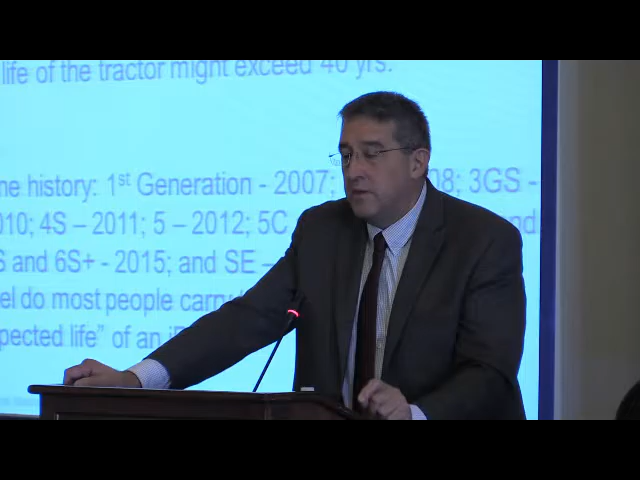 life of the tractor might exceed 40 yrs.
ne history: 1st Generation - 2007; 08; 3GS -
010; 4S – 2011; 5 – 2012; 5C nd
S and 6S+ - 2015; and SE –
el do most people carry
pected life” of an